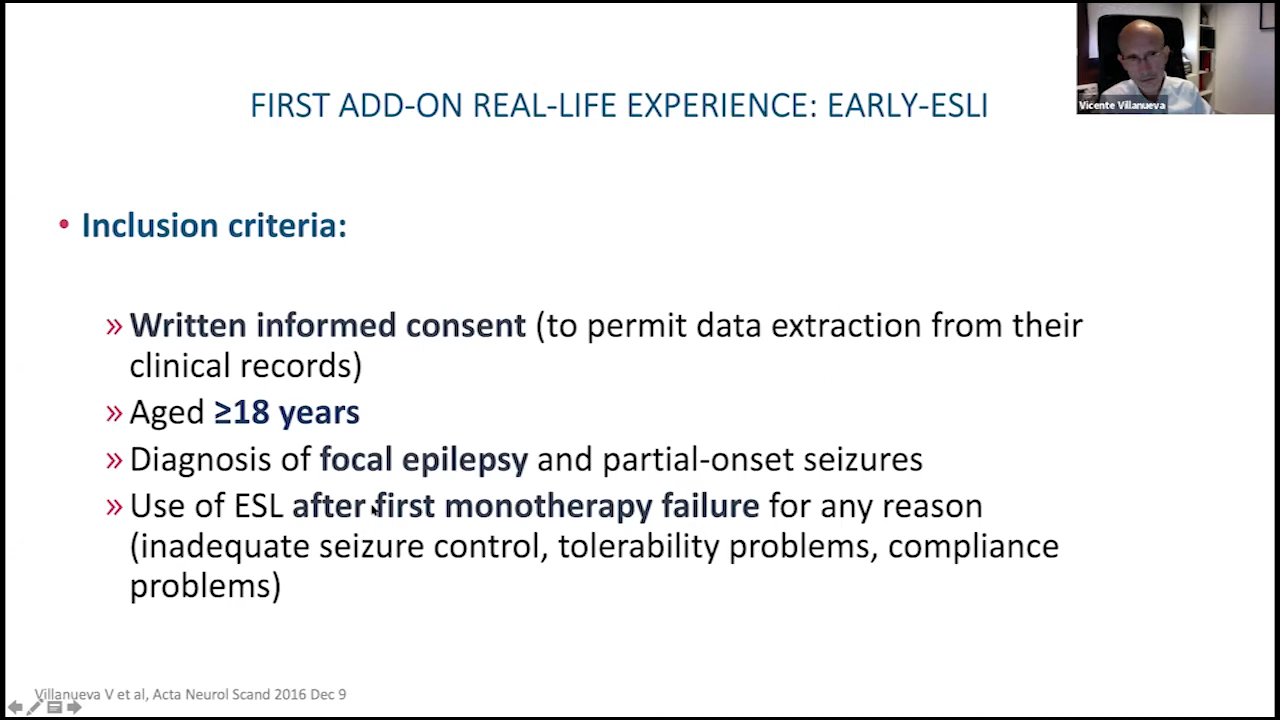 Vicente Villanueva
FIRST ADD-ON REAL-LIFE EXPERIENCE: EARLY-ESLI
• Inclusion criteria:
» Written informed consent (to permit data extraction from their
clinical records)
» Aged ≥18 years
» Diagnosis of focal epilepsy and partial-onset seizures
» Use of ESL after first monotherapy failure for any reason
(inadequate seizure control, tolerability problems, compliance
problems)
Villanueva V et al, Acta Neurol Scand 2016 Dec 9